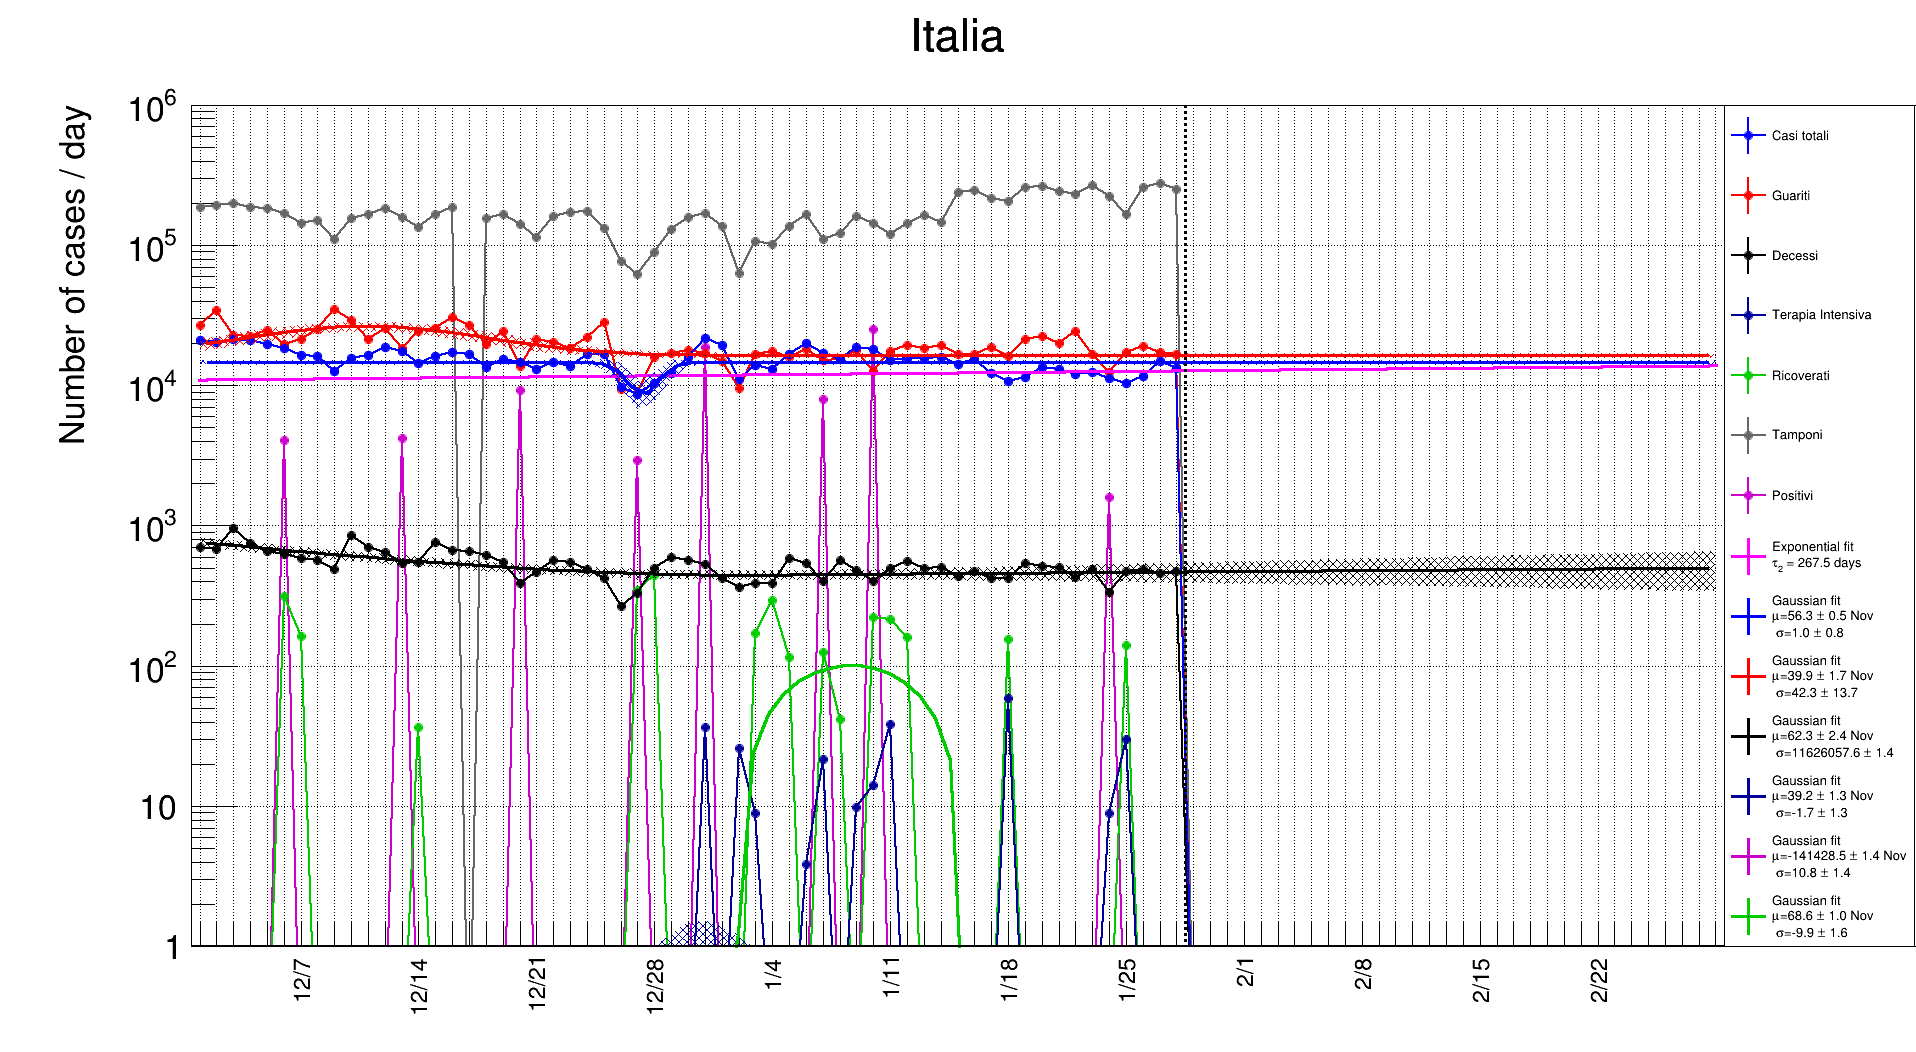 Italia
Number of cases / day
10^6
10^5
10^4
10^3
10^2
10
1
12/7
12/14
12/21
12/28
1/4
1/11
1/18
1/25
2/1
2/8
2/15
2/22
Casi totali
Guariti
Decessi
Terapia Intensiva
Ricoverati
Tamponi
Positivi
Exponential fit
τ₂ = 267.5 days
Gaussian fit
μ=56.3 ± 0.5 Nov
σ=1.0 ± 0.8
Gaussian fit
μ=39.9 ± 1.7 Nov
σ=42.3 ± 13.7
Gaussian fit
μ=62.3 ± 2.4 Nov
σ=11626057.6 ± 1.4
Gaussian fit
μ=39.2 ± 1.3 Nov
σ=-1.7 ± 1.3
Gaussian fit
μ=-141428.5 ± 1.4 Nov
σ=10.8 ± 1.4
Gaussian fit
μ=68.6 ± 1.0 Nov
σ=-9.9 ± 1.6